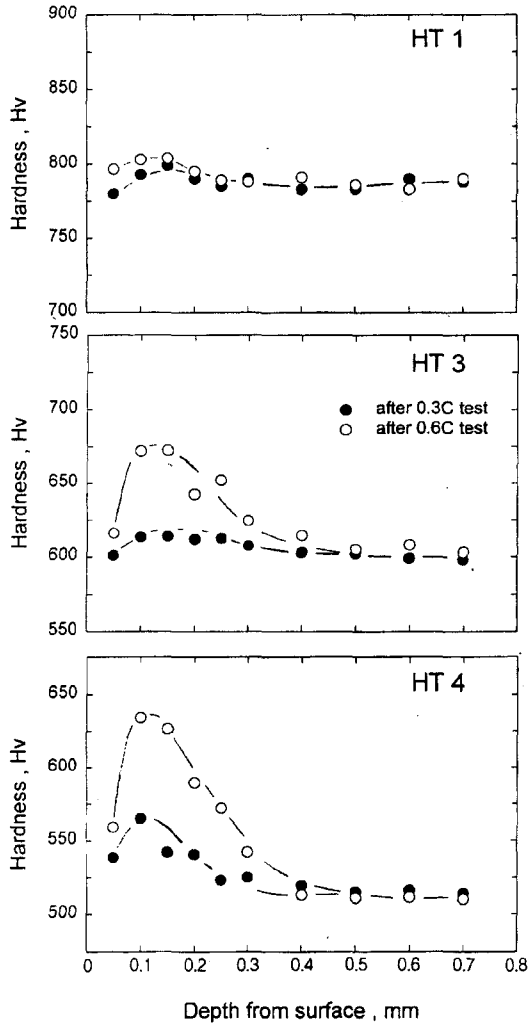 900
HT 1
850
Hardness , Hv
800
750
700
750
HT 3
700
after 0.3C test
after 0.6C test
Hardness , Hv
650
600
550
HT 4
650
Hardness , Hv
600
550
500
0 0.1 0.2 0.3 0.4 0.5 0.6 0.7 0.8
Depth from surface , mm